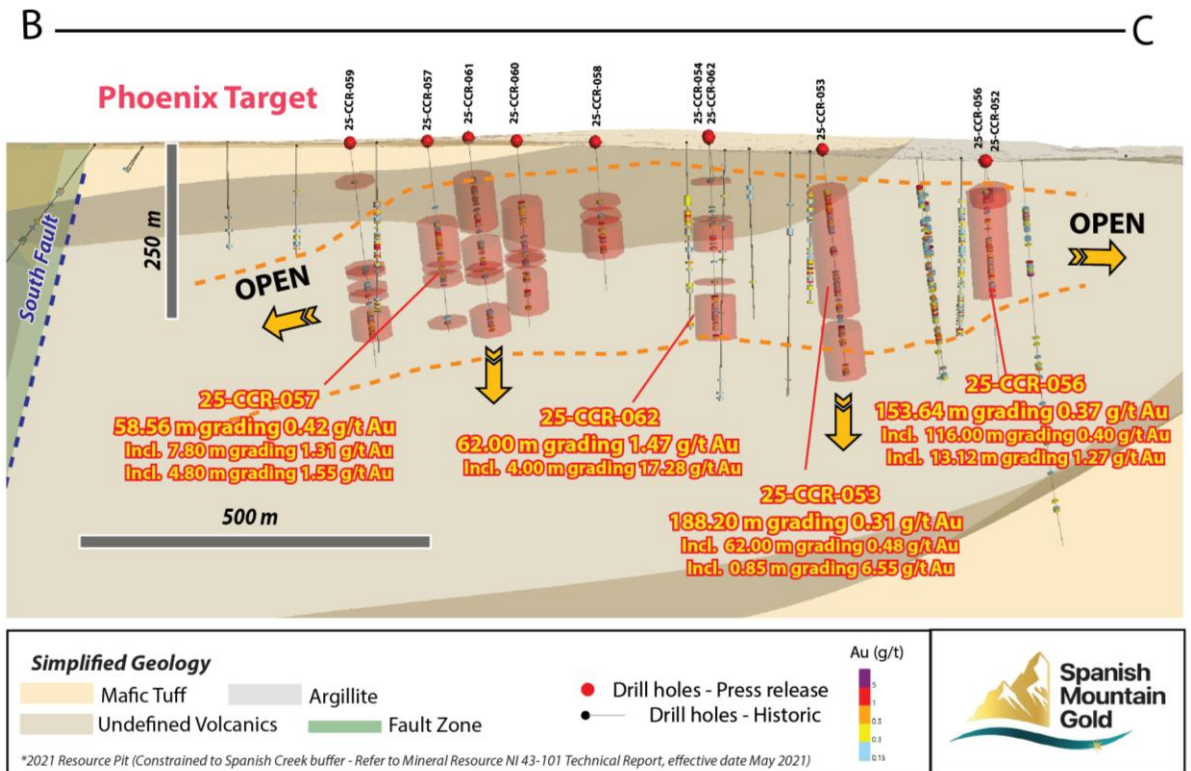 B
C
Phoenix Target
25-CCR-059
25-CCR-057
25-CCR-061
25-CCR-060
25-CCR-058
25-CCR-054
25-CCR-062
25-CCR-053
25-CCR-056
25-CCR-052
250 m
South Fault
OPEN
OPEN
25-CCR-057
58.56 m grading 0.42 g/t Au
Incl. 7.80 m grading 1.31 g/t Au
Incl. 4.80 m grading 1.55 g/t Au
25-CCR-062
62.00 m grading 1.47 g/t Au
Incl. 4.00 m grading 17.28 g/t Au
25-CCR-053
188.20 m grading 0.31 g/t Au
Incl. 62.00 m grading 0.48 g/t Au
Incl. 0.85 m grading 6.55 g/t Au
25-CCR-056
153.64 m grading 0.37 g/t Au
Incl. 116.00 m grading 0.40 g/t Au
Incl. 13.12 m grading 1.27 g/t Au
500 m
Simplified Geology
Mafic Tuff
Argillite
Undefined Volcanics
Fault Zone
Drill holes - Press release
Drill holes - Historic
Au (g/t)
5
1
0.5
0.3
0.15
*2021 Resource Pit (Constrained to Spanish Creek buffer - Refer to Mineral Resource NI 43-101 Technical Report, effective date May 2021)
Spanish
Mountain
Gold